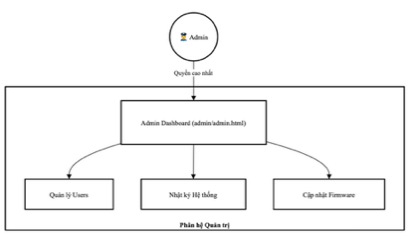 Admin
Quyền cao nhất
Admin Dashboard (admin/admin.html)
Quản lý Users
Nhật ký Hệ thống
Cập nhật Firmware
Phân hệ Quản trị